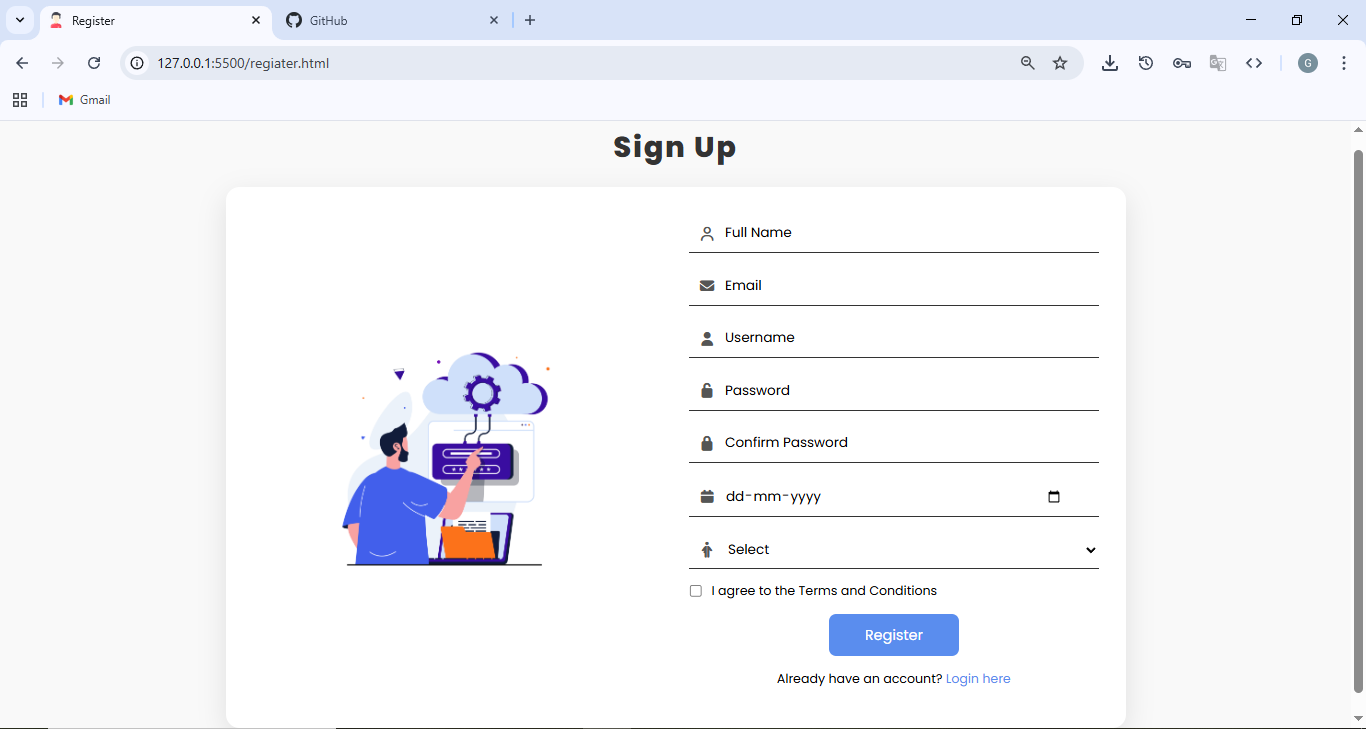 Register
GitHub
127.0.0.1:5500/regiater.html
G
Gmail
Sign Up
Full Name
Email
Username
Password
Confirm Password
dd-mm-yyyy
Select
I agree to the Terms and Conditions
Register
Already have an account? Login here